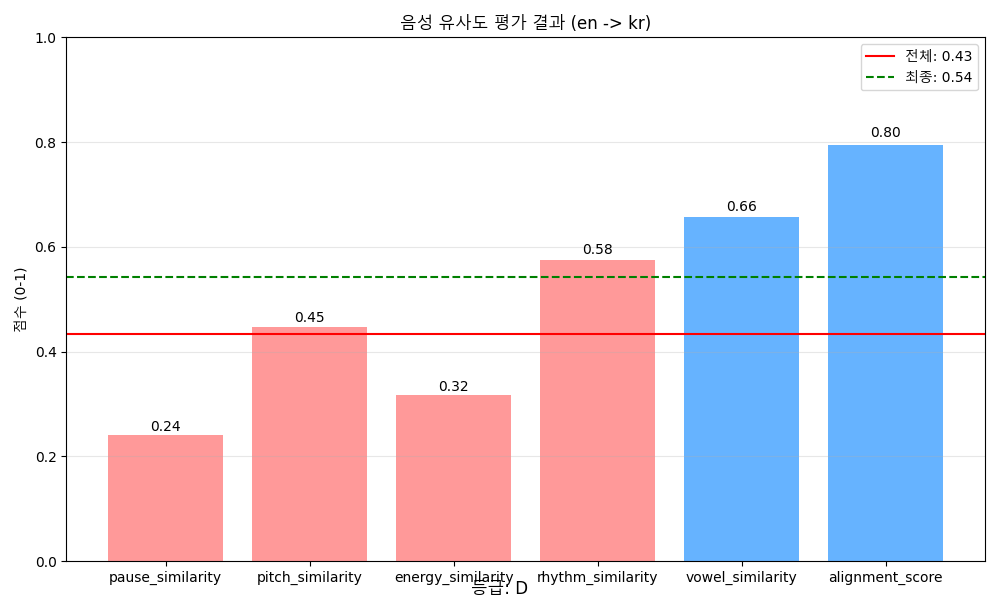 음성 유사도 평가 결과 (en -> kr)
전체: 0.43
최종: 0.54
점수 (0-1)
1.0
0.8
0.6
0.4
0.2
0.0
0.24
0.45
0.32
0.58
0.66
0.80
pause_similarity
pitch_similarity
energy_similarity
rhythm_similarity
vowel_similarity
alignment_score
등급: D